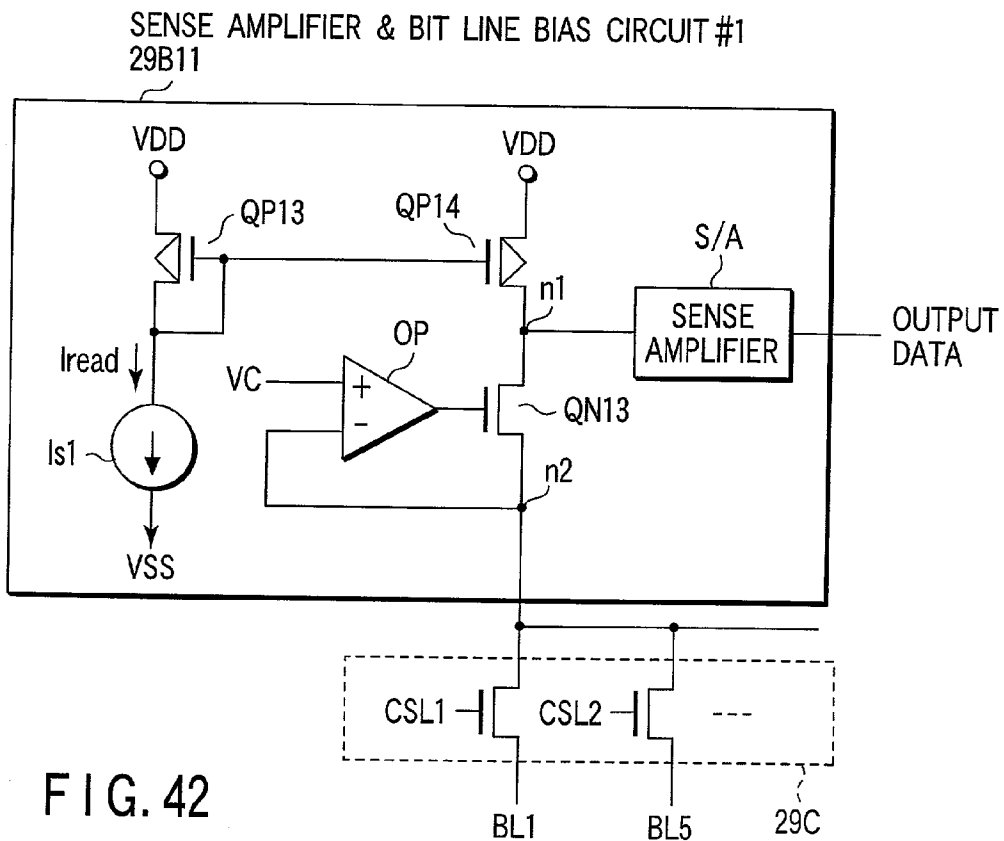 SENSE AMPLIFIER & BIT LINE BIAS CIRCUIT #1
29B11
VDD
VDD
QP13
QP14
S/A
n1
SENSE
AMPLIFIER
OUTPUT
DATA
Iread
OP
VC
+
-
QN13
Is1
n2
VSS
CSL1
CSL2
---
FIG. 42
BL1
BL5
29C